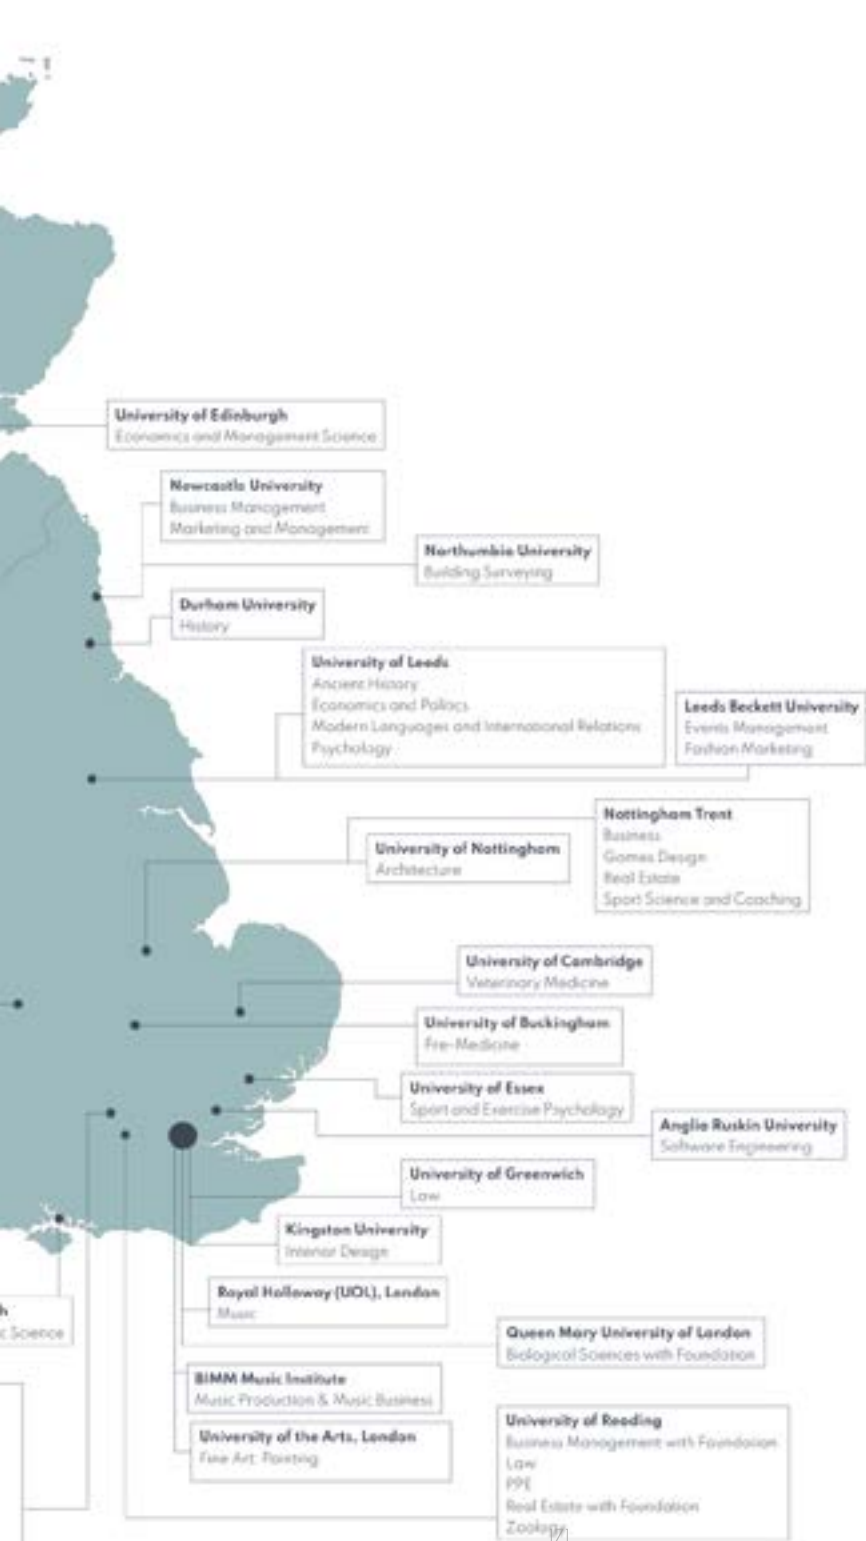 University of Edinburgh
Economics and Management Science
Newcastle University
Business Management
Marketing and Management
Northumbria University
Building Surveying
Durham University
History
University of Leeds
Ancient History
Economics and Politics
Modern Languages and International Relations
Psychology
Leeds Beckett University
Events Management
Fashion Marketing
Nottingham Trent
Business
Games Design
Real Estate
Sport Science and Coaching
University of Nottingham
Architecture
University of Cambridge
Veterinary Medicine
University of Buckingham
Pre-Medicine
University of Essex
Sport and Exercise Psychology
Anglia Ruskin University
Software Engineering
University of Greenwich
Law
Kingston University
Interior Design
Royal Holloway (UOL), London
Music
h
c Science
Queen Mary University of London
Biological Sciences with Foundation
BIMM Music Institute
Music Production & Music Business
University of the Arts, London
Fine Art: Painting
University of Reading
Business Management with Foundation
Law
PPE
Real Estate with Foundation
Zoology